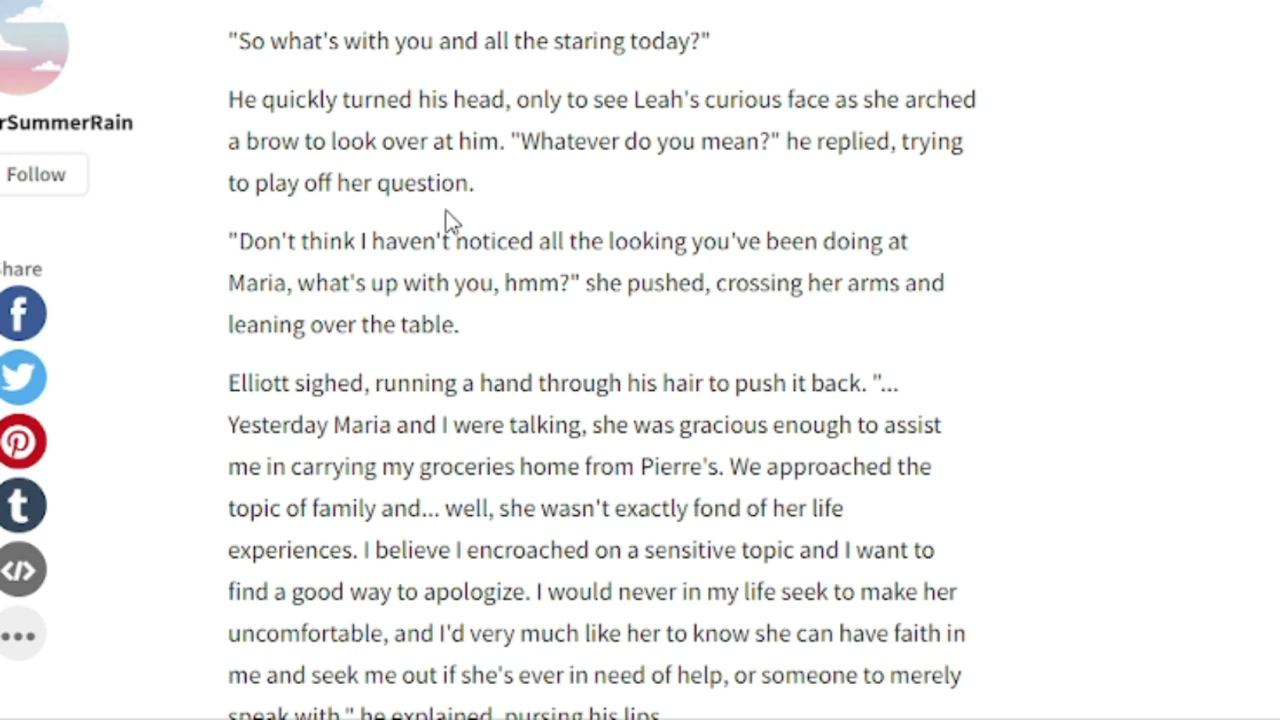 "So what's with you and all the staring today?"
He quickly turned his head, only to see Leah's curious face as she arched
a brow to look over at him. "Whatever do you mean?" he replied, trying
to play off her question.
"Don't think I haven't noticed all the looking you've been doing at
Maria, what's up with you, hmm?" she pushed, crossing her arms and
leaning over the table.
Elliott sighed, running a hand through his hair to push it back. "...
Yesterday Maria and I were talking, she was gracious enough to assist
me in carrying my groceries home from Pierre's. We approached the
topic of family and... well, she wasn't exactly fond of her life
experiences. I believe I encroached on a sensitive topic and I want to
find a good way to apologize. I would never in my life seek to make her
uncomfortable, and I'd very much like her to know she can have faith in
me and seek me out if she's ever in need of help, or someone to merely
speak with," he explained, pursing his lips.
rSummerRain
Follow
Share